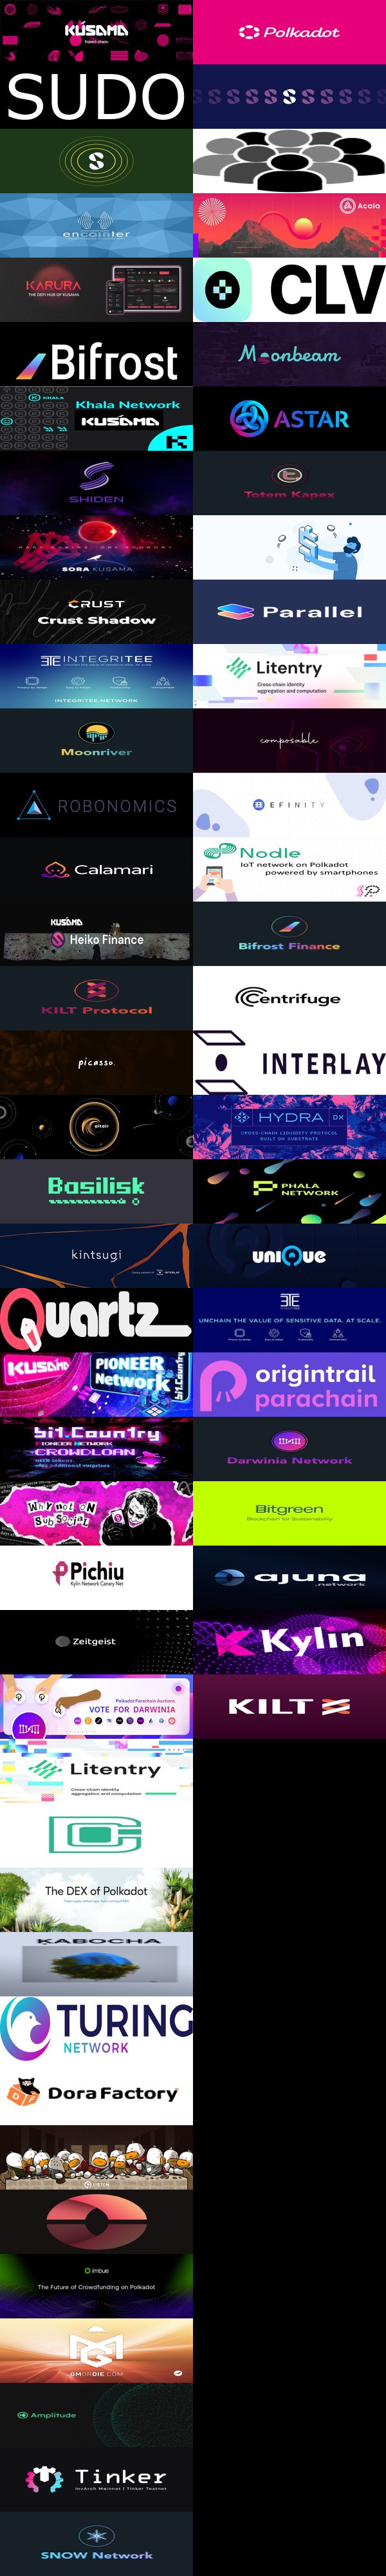 KUSAMA
Expect chaos.
Polkadot
SUDO
S S S S S S S S S S S
S
encointer
Acala
KARURA
THE DEFI HUB OF KUSAMA
CLV
Bifrost
Moonbeam
KHALA
Khala Network
KUSAMA
K
ASTAR
SHIDEN
Totem Kapex
SORA KUSAMA
CRUST
Crust Shadow
Parallel
INTEGRITEE
INTEGRITEE.NETWORK
Litentry
Cross-chain identity
aggregation and computation
Moonriver
composable
ROBONOMICS
EFINITY
Calamari
Nodle
IoT network on Polkadot
powered by smartphones
KUSAMA
Heiko Finance
Bifrost Finance
KILT Protocol
Centrifuge
picasso.
INTERLAY
altair
HYDRA DX
CROSS-CHAIN LIQUIDITY PROTOCOL
BUILT ON SUBSTRATE
Basilisk
PHALA
NETWORK
kintsugi
INTERLAY
uniQue
Quartz
UNCHAIN THE VALUE OF SENSITIVE DATA. AT SCALE.
KUSAMA
PIONEER
Network
Bit.Country
origintrail
parachain
Bit.Country
PIONEER NETWORK
CROWDLOAN
Darwinia Network
WHY NOT ON
SubSocial
Bitgreen
Blockchain for Sustainability
Pichiu
Kylin Network Canary Net
ajuna
.network
Zeitgeist
Kylin
Polkadot Parachain Auctions
VOTE FOR DARWINIA
KILT
Litentry
Cross-chain identity
aggregation and computation
The DEX of Polkadot
KABOCHA
TURING
NETWORK
DF
DoraFactory
imbue
The Future of Crowdfunding on Polkadot
GMORDIE.COM
Amplitude
Tinker
InvArch Mainnet | Tinker Testnet
SNOW Network